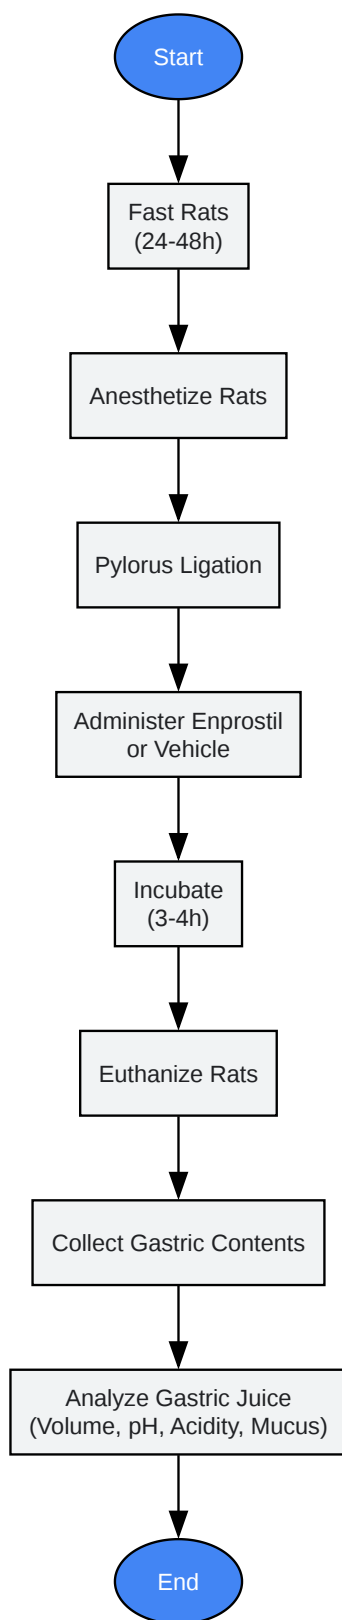 Start
Fast Rats
(24-48h)
Anesthetize Rats
Pylorus Ligation
Administer Enprostil
or Vehicle
Incubate
(3-4h)
Euthanize Rats
Collect Gastric Contents
Analyze Gastric Juice
(Volume, pH, Acidity, Mucus)
End